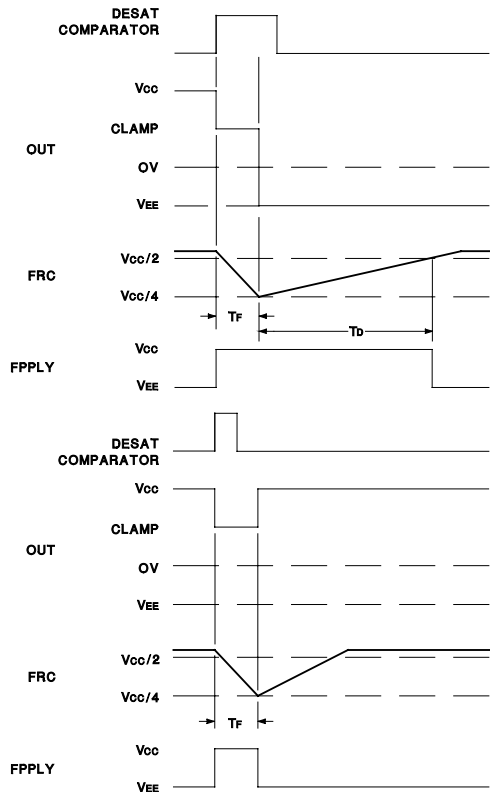 DESAT
COMPARATOR
VCC
CLAMP
OUT
OV
VEE
VCC/2
FRC
VCC/4
TF
TD
VCC
FPPLY
VEE
DESAT
COMPARATOR
VCC
CLAMP
OUT
OV
VEE
VCC/2
FRC
VCC/4
TF
VCC
FPPLY
VEE